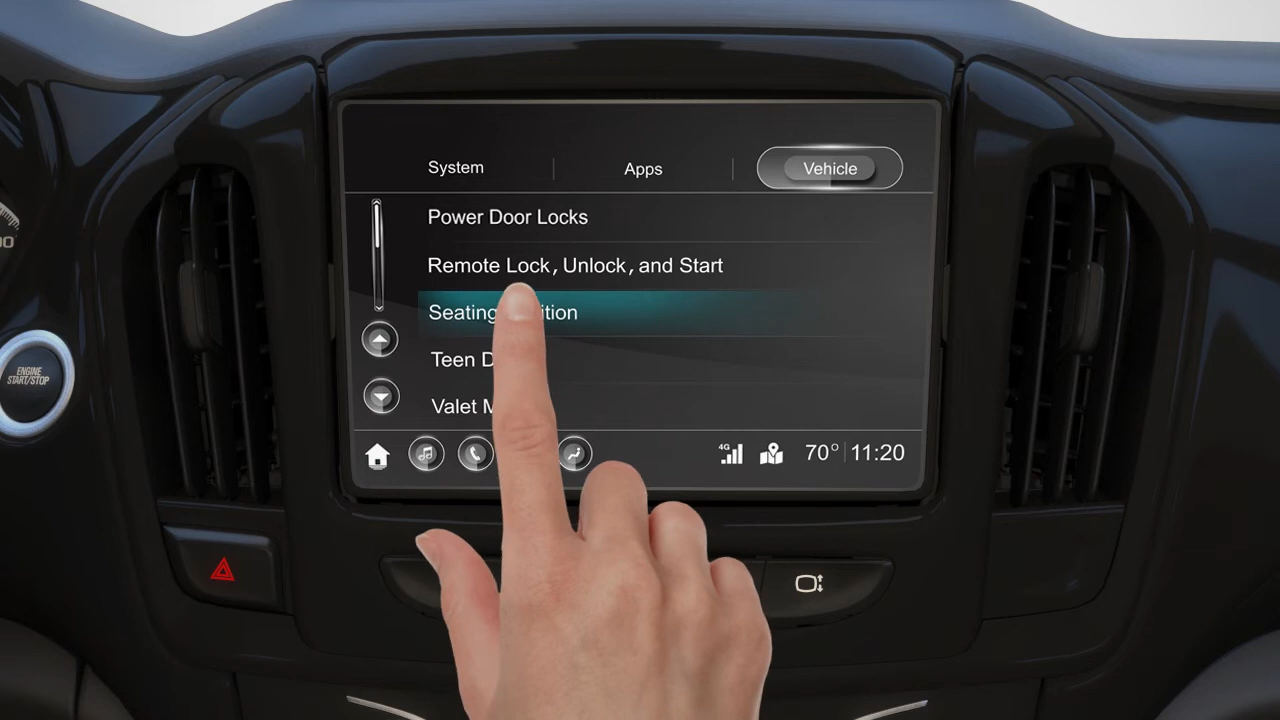 System
Apps
Vehicle
Power Door Locks
Remote Lock, Unlock, and Start
Seating
Teen
Valet
4G
70°
11:20
ENGINE
START/STOP